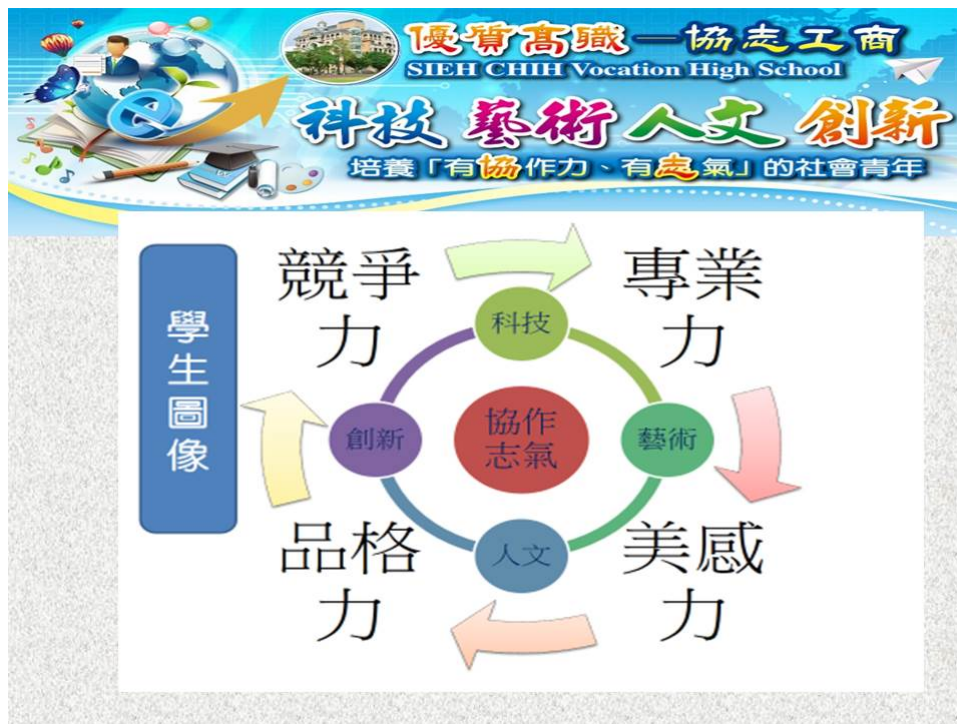 優質高職—協志工商
SIEH CHIH Vocation High School
科技 藝術 人文 創新
培養「有協作力、有志氣」的社會青年
學生圖像
競爭力
專業力
科技
創新
協作
志氣
藝術
人文
品格力
美感力